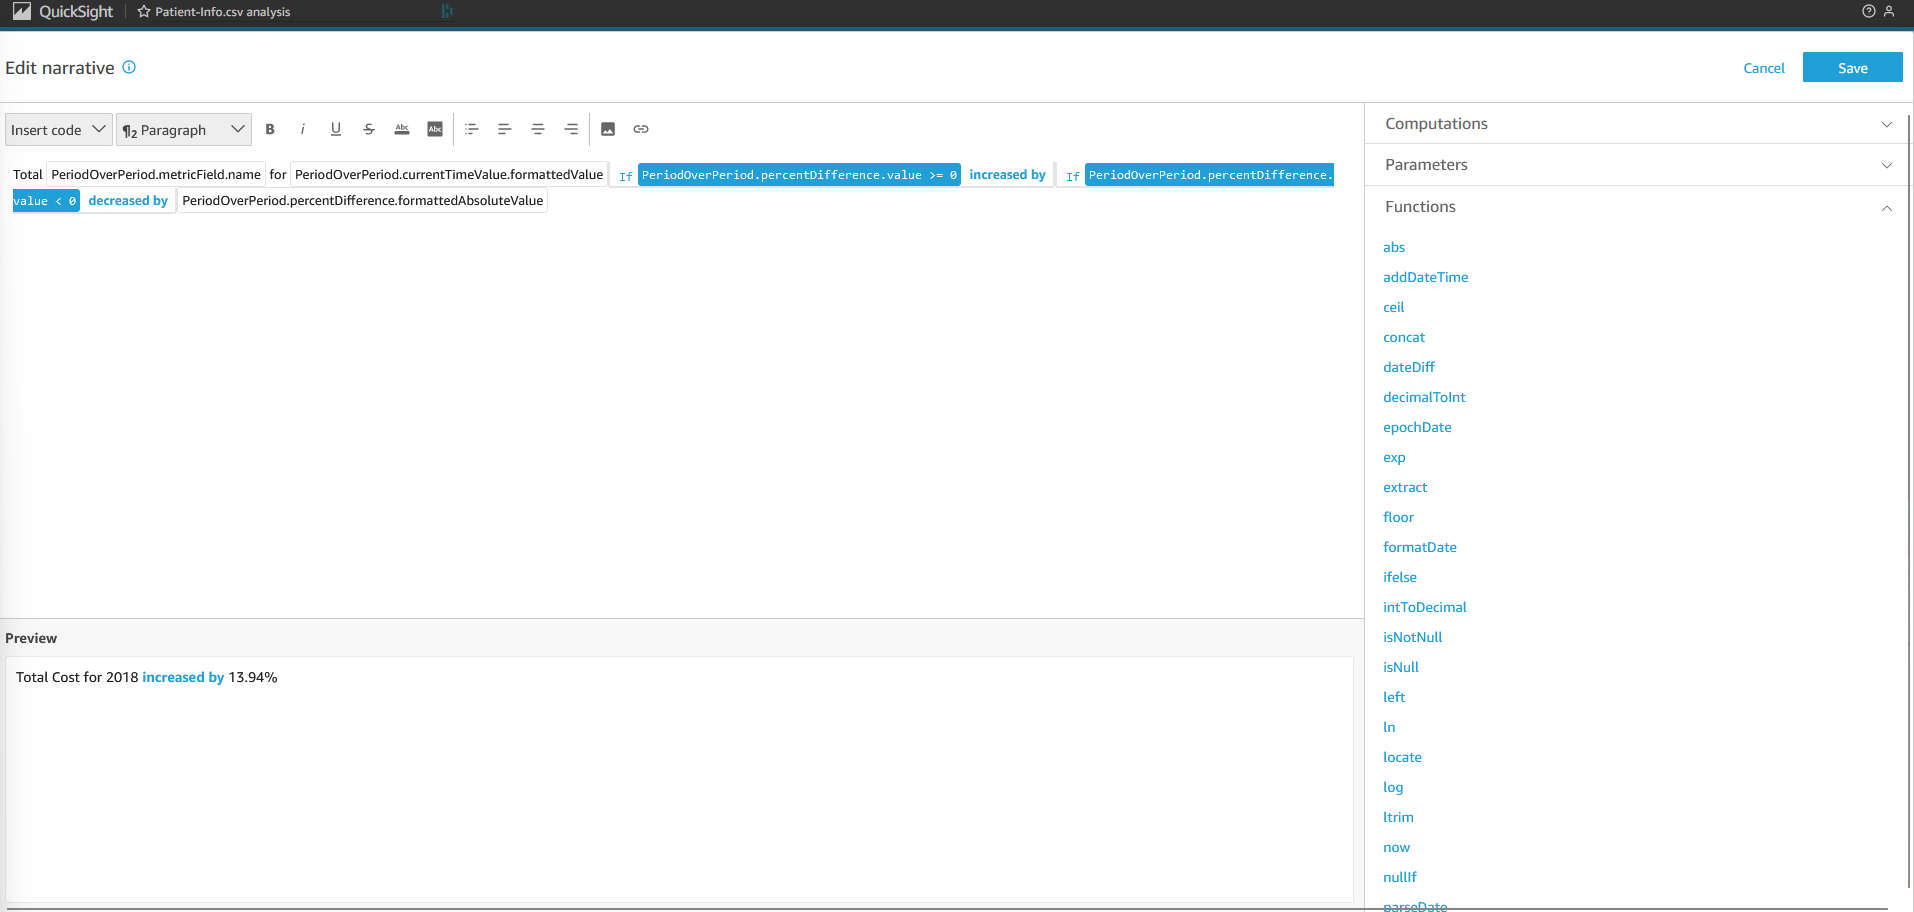 QuickSight Patient-Info.csv analysis
Edit narrative
Cancel Save
Insert code ¶2 Paragraph B i U S Abc Abc
Total PeriodOverPeriod.metricField.name for PeriodOverPeriod.currentTimeValue.formattedValue If PeriodOverPeriod.percentDifference.value >= 0 increased by If PeriodOverPeriod.percentDifference.
value < 0 decreased by PeriodOverPeriod.percentDifference.formattedAbsoluteValue
Preview
Total Cost for 2018 increased by 13.94%
Computations
Parameters
Functions
abs
addDateTime
ceil
concat
dateDiff
decimalToInt
epochDate
exp
extract
floor
formatDate
ifelse
intToDecimal
isNotNull
isNull
left
ln
locate
log
ltrim
now
nullIf
parseDate